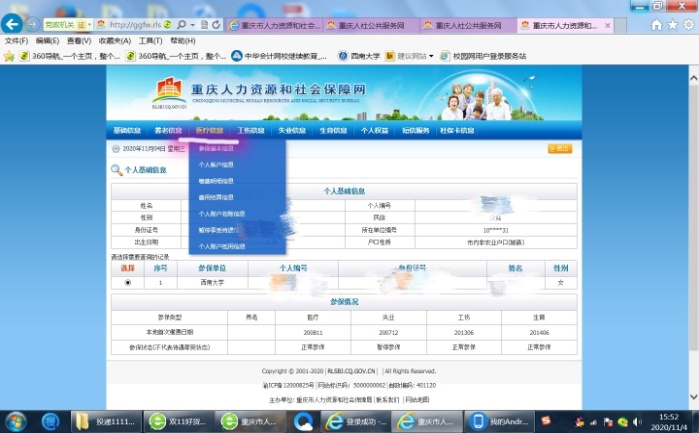 党政机关 证 http://ggfw.rls
重庆市人力资源和社会...
重庆人社公共服务网
重庆人社公共服务网
重庆市人力资源和...
文件(F) 编辑(E) 查看(V) 收藏夹(A) 工具(T) 帮助(H)
360导航_一个主页，整个... 360导航_一个主页，整个... 中华会计网校继续教育_... 西南大学 建议网站 校园网用户登录服务站
重庆人力资源和社会保障网
CHONGQING MUNICIPAL HUMAN RESOURCES AND SOCIAL SECURITY BUREAU
RLSBJ.CQ.GOV.CN
基础信息 养老信息 医疗信息 工伤信息 失业信息 生育信息 个人权益 短信服务 社保卡信息
2020年11月04日 星期三
退出
参保基本信息
个人账户信息
缴费明细信息
费用结算信息
个人账户划账信息
暂停享受待遇
个人账户抵用信息
个人基础信息
个人基础信息
姓名 个人编号
性别 民族 汉族
身份证号 所在单位编号 10****31
出生日期 户口性质 市内非农业户口(城镇)
请选择需要查询的记录
选择 序号 参保单位 个人编号 身份证号 姓名 性别
1 西南大学 女
参保情况
参保类型 养老 医疗 失业 工伤 生育
本地首次缴费日期 200811 200712 201306 201406
参保状态(不代表待遇享受状态) 正常参保 暂停参保 正常参保 正常参保
Copyright © 2001-2020 | RLSBJ.CQ.GOV.CN | | All Rights Reserved.
渝ICP备12000825号 | 网站标识码: 5000000062 | 邮政编码: 401120
主办单位: 重庆市人力资源和社会保障局 | 联系我们 | 网站地图
投递1111...
双11好货...
重庆市人...
登录成功 -...
重庆市人...
我的Andr...
15:52
2020/11/4